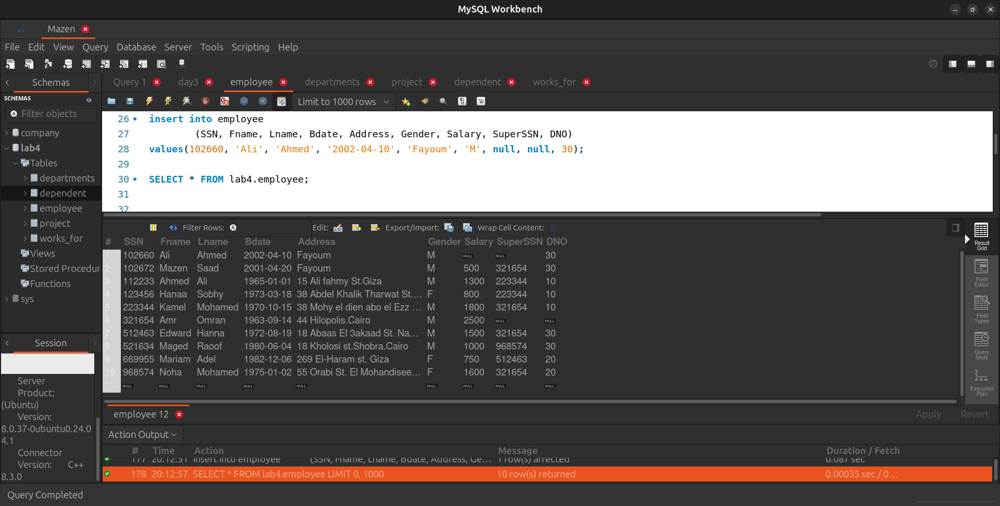 MySQL Workbench
Mazen
File Edit View Query Database Server Tools Scripting Help
Schemas
SCHEMAS
Filter objects
company
lab4
Tables
departments
dependent
employee
project
works_for
Views
Stored Procedur
Functions
sys
Session
Server
Product:
(Ubuntu)
Version:
8.0.37-0ubuntu0.24.0
4.1
Connector
Version: C++
8.3.0
Query 1 day3 employee departments project dependent works_for
Limit to 1000 rows
26 insert into employee
27 (SSN, Fname, Lname, Bdate, Address, Gender, Salary, SuperSSN, DNO)
28 values(102660, 'Ali', 'Ahmed', '2002-04-10', 'Fayoum', 'M', null, null, 30);
29
30 SELECT * FROM lab4.employee;
31
32
Filter Rows: Edit: Export/Import: Wrap Cell Content:
# SSN Fname Lname Bdate Address Gender Salary SuperSSN DNO
1 102660 Ali Ahmed 2002-04-10 Fayoum M NULL NULL 30
2 102672 Mazen Saad 2001-04-20 Fayoum M 500 321654 30
3 112233 Ahmed Ali 1965-01-01 15 Ali fahmy St.Giza M 1300 223344 10
4 123456 Hanaa Sobhy 1973-03-18 38 Abdel Khalik Tharwat St.... F 800 223344 10
5 223344 Kamel Mohamed 1970-10-15 38 Mohy el dien abo el Ezz ... M 1800 321654 10
6 321654 Amr Omran 1963-09-14 44 Hilopolis.Cairo M 2500 NULL NULL
7 512463 Edward Hanna 1972-08-19 18 Abaas El 3akaad St. Na... M 1500 321654 30
8 521634 Maged Raoof 1980-06-04 18 Kholosi st.Shobra.Cairo M 1000 968574 30
9 669955 Mariam Adel 1982-12-06 269 El-Haram st. Giza F 750 512463 20
10 968574 Noha Mohamed 1975-01-02 55 Orabi St. El Mohandisee... F 1600 321654 20
* NULL NULL NULL NULL NULL NULL NULL NULL NULL
Result
Grid
Form
Editor
Field
Types
Query
Stats
Execution
Plan
employee 12
Apply Revert
Action Output
# Time Action Message Duration / Fetch
177 20:12:51 insert into employee (SSN, Fname, Lname, Bdate, Address, Ge... 1 row(s) affected 0.087 sec
178 20:12:57 SELECT * FROM lab4.employee LIMIT 0, 1000 10 row(s) returned 0.00035 sec / 0...
Query Completed